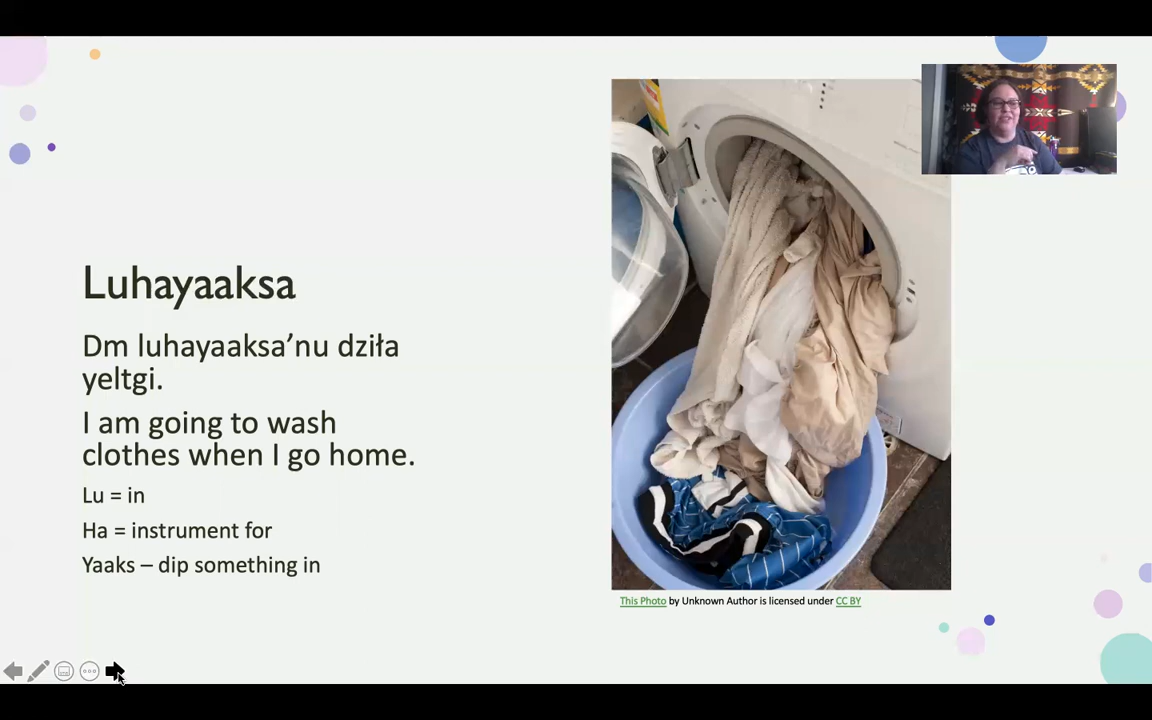 Luhayaaksa
Dm luhayaaksa’nu dziła
yeltgi.
I am going to wash
clothes when I go home.
Lu = in
Ha = instrument for
Yaaks – dip something in
This Photo by Unknown Author is licensed under CC BY